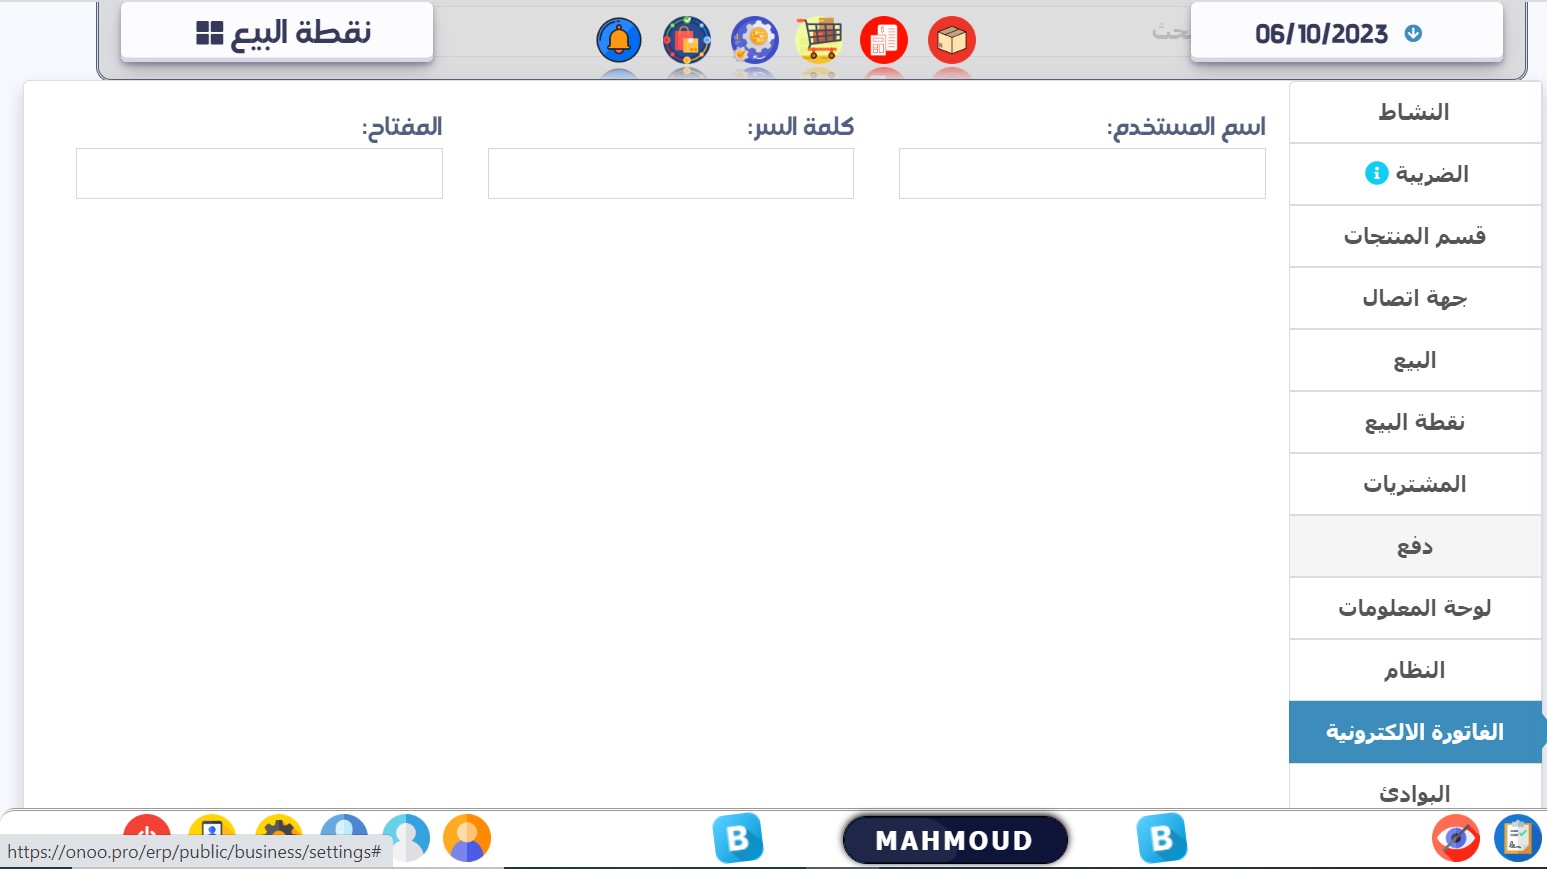 06/10/2023
نقطة البيع
النشاط
الضريبة
قسم المنتجات
جهة اتصال
البيع
نقطة البيع
المشتريات
دفع
لوحة المعلومات
النظام
الفاتورة الالكترونية
البوادئ
اسم المستخدم:
كلمة السر:
المفتاح:
B
MAHMOUD
B
https://onoo.pro/erp/public/business/settings#